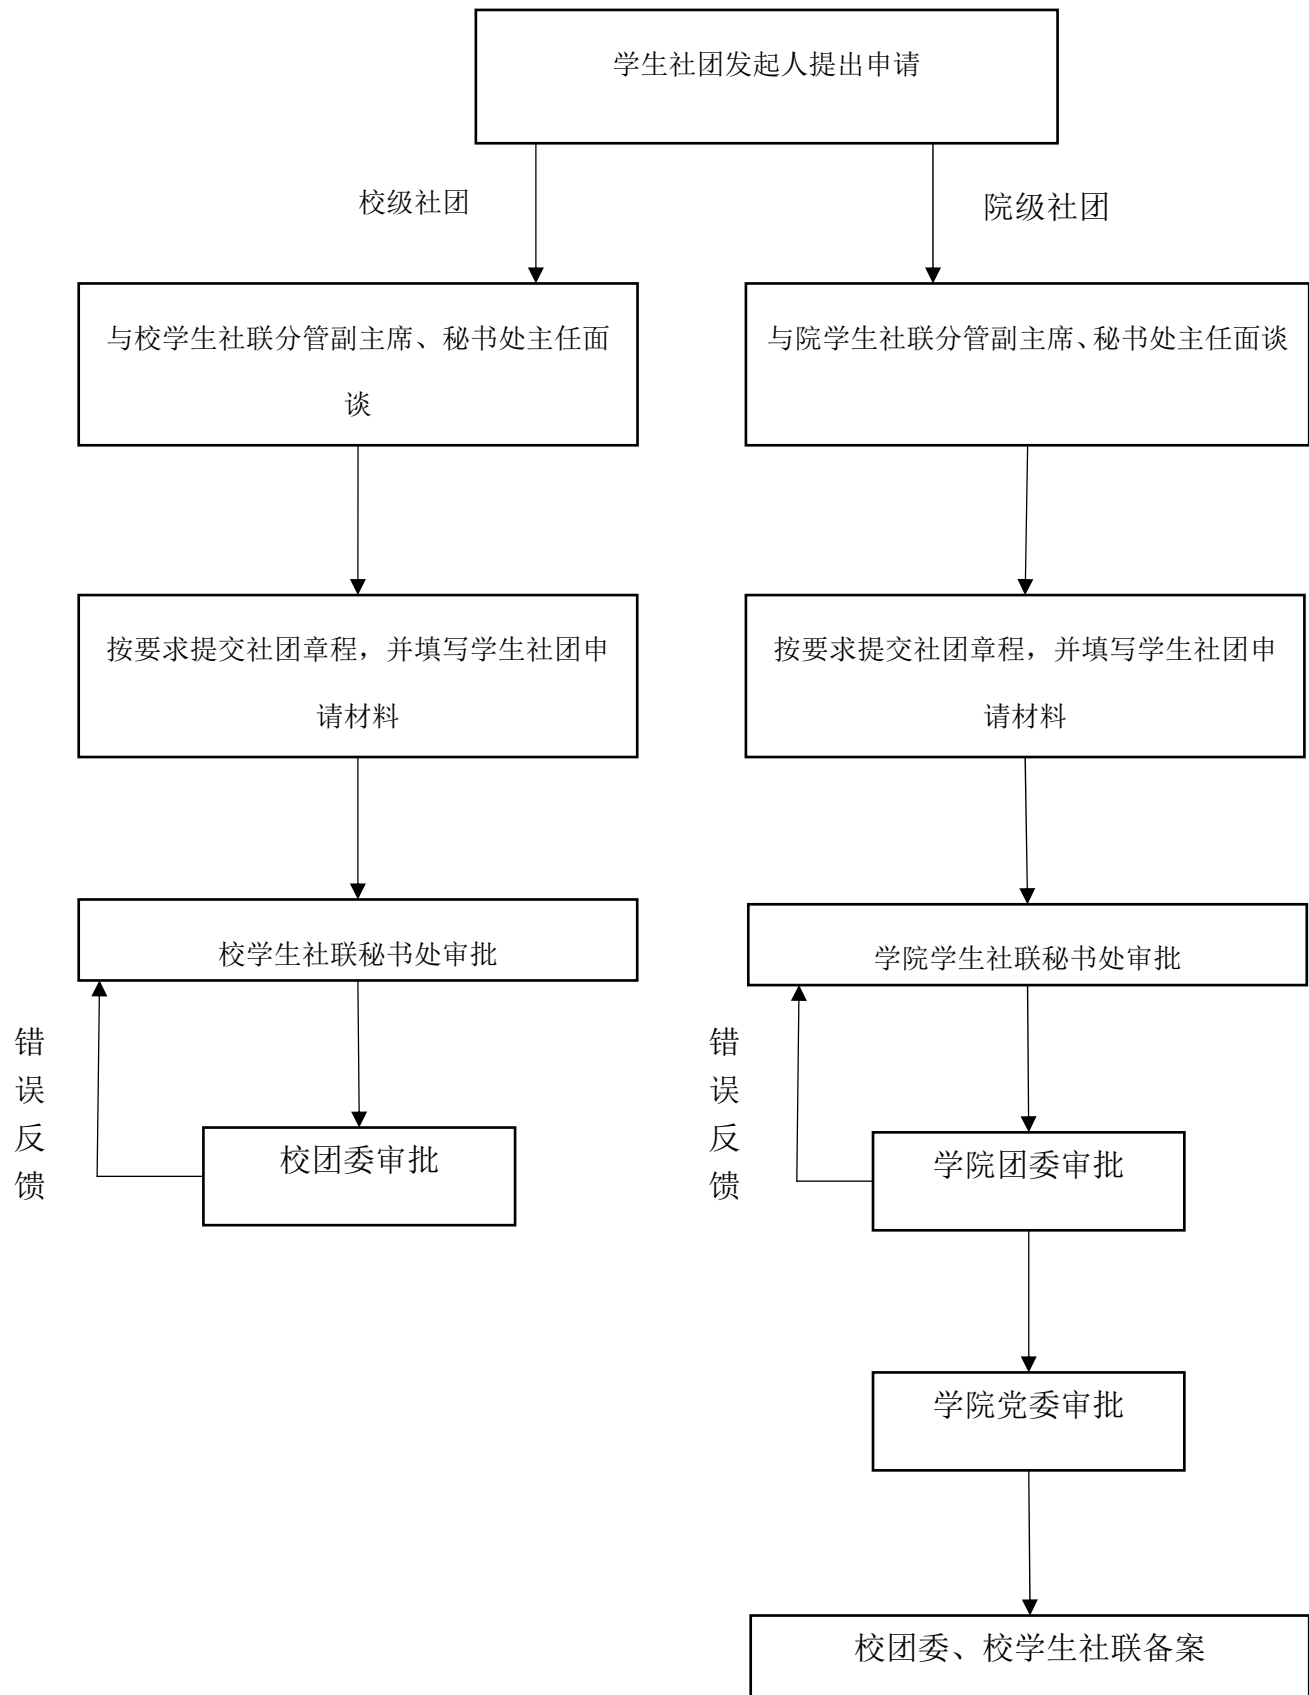 学生社团发起人提出申请
校级社团
院级社团
与校学生社联分管副主席、秘书处主任面
谈
与院学生社联分管副主席、秘书处主任面谈
按要求提交社团章程，并填写学生社团申
请材料
按要求提交社团章程，并填写学生社团申
请材料
校学生社联秘书处审批
学院学生社联秘书处审批
错
误
反
馈
校团委审批
错
误
反
馈
学院团委审批
学院党委审批
校团委、校学生社联备案